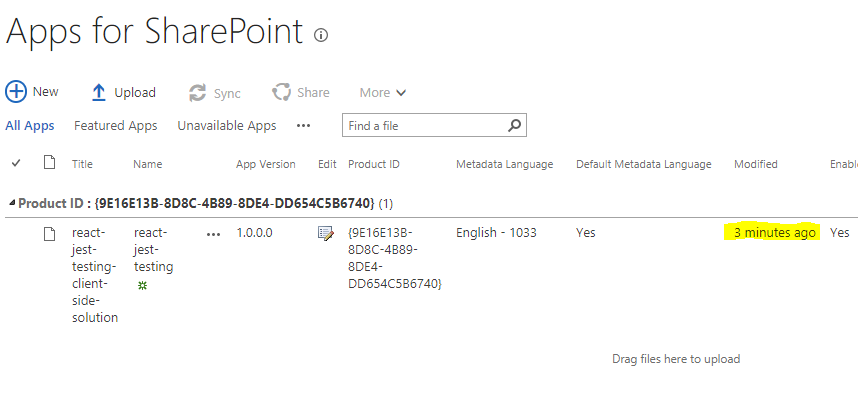 Apps for SharePoint
New Upload Sync Share More
All Apps Featured Apps Unavailable Apps ... Find a file
Title Name App Version Edit Product ID Metadata Language Default Metadata Language Modified Enable
Product ID : {9E16E13B-8D8C-4B89-8DE4-DD654C5B6740} (1)
react- react- ... 1.0.0.0 {9E16E13B- English - 1033 Yes 3 minutes ago Yes
jest- jest- 8D8C-4B89-
testing- testing 8DE4-
client- DD654C5B6740}
side-
solution
Drag files here to upload